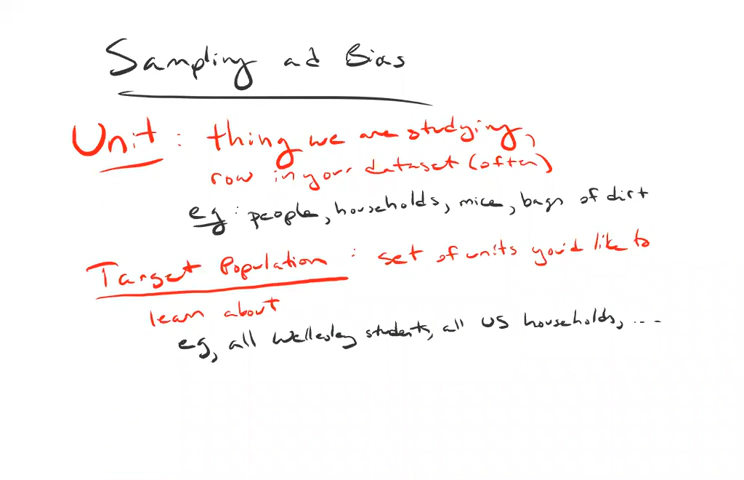 Sampling ad Bias
Unit: thing we are studying,
row in your dataset (often)
eg: people, households, mice, bags of dirt
Target Population: set of units you'd like to
learn about
eg, all Wellesley students, all US households, ....